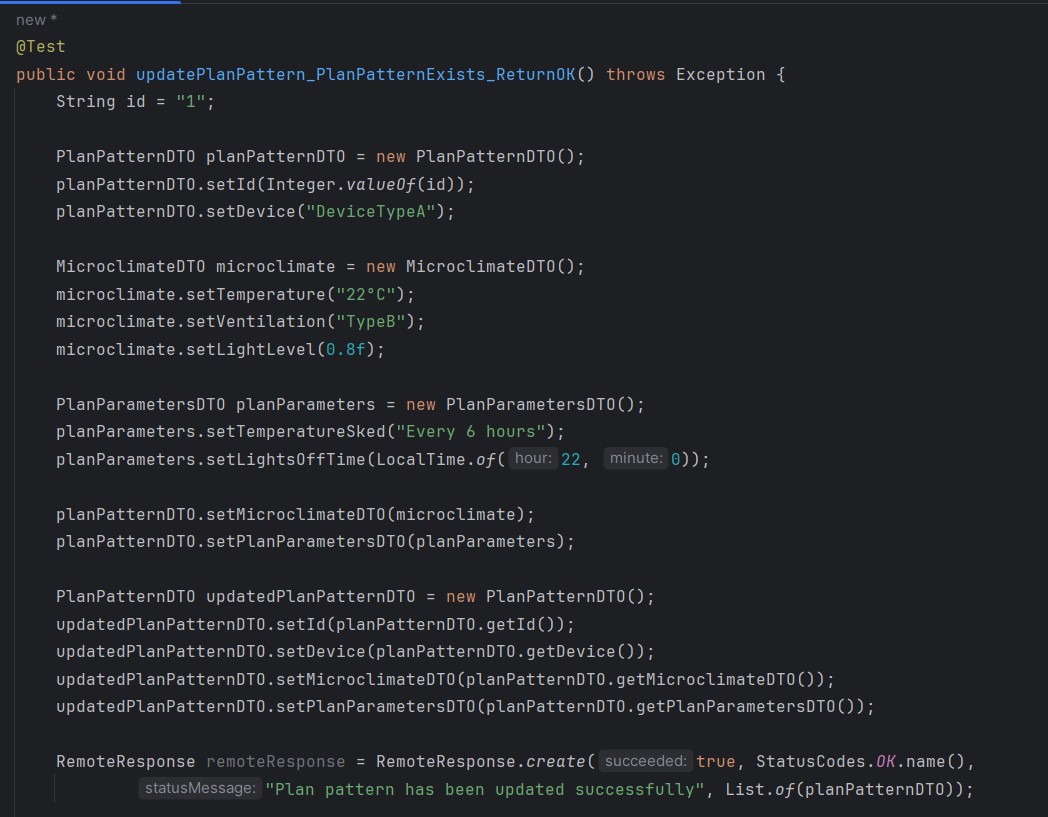 new *
@Test
public void updatePlanPattern_PlanPatternExists_ReturnOK() throws Exception {
String id = "1";
PlanPatternDTO planPatternDTO = new PlanPatternDTO();
planPatternDTO.setId(Integer.valueOf(id));
planPatternDTO.setDevice("DeviceTypeA");
MicroclimateDTO microclimate = new MicroclimateDTO();
microclimate.setTemperature("22°C");
microclimate.setVentilation("TypeB");
microclimate.setLightLevel(0.8f);
PlanParametersDTO planParameters = new PlanParametersDTO();
planParameters.setTemperatureSked("Every 6 hours");
planParameters.setLightsOffTime(LocalTime.of( hour: 22, minute: 0));
planPatternDTO.setMicroclimateDTO(microclimate);
planPatternDTO.setPlanParametersDTO(planParameters);
PlanPatternDTO updatedPlanPatternDTO = new PlanPatternDTO();
updatedPlanPatternDTO.setId(planPatternDTO.getId());
updatedPlanPatternDTO.setDevice(planPatternDTO.getDevice());
updatedPlanPatternDTO.setMicroclimateDTO(planPatternDTO.getMicroclimateDTO());
updatedPlanPatternDTO.setPlanParametersDTO(planPatternDTO.getPlanParametersDTO());
RemoteResponse remoteResponse = RemoteResponse.create( succeeded: true, StatusCodes.OK.name(),
statusMessage: "Plan pattern has been updated successfully", List.of(planPatternDTO));